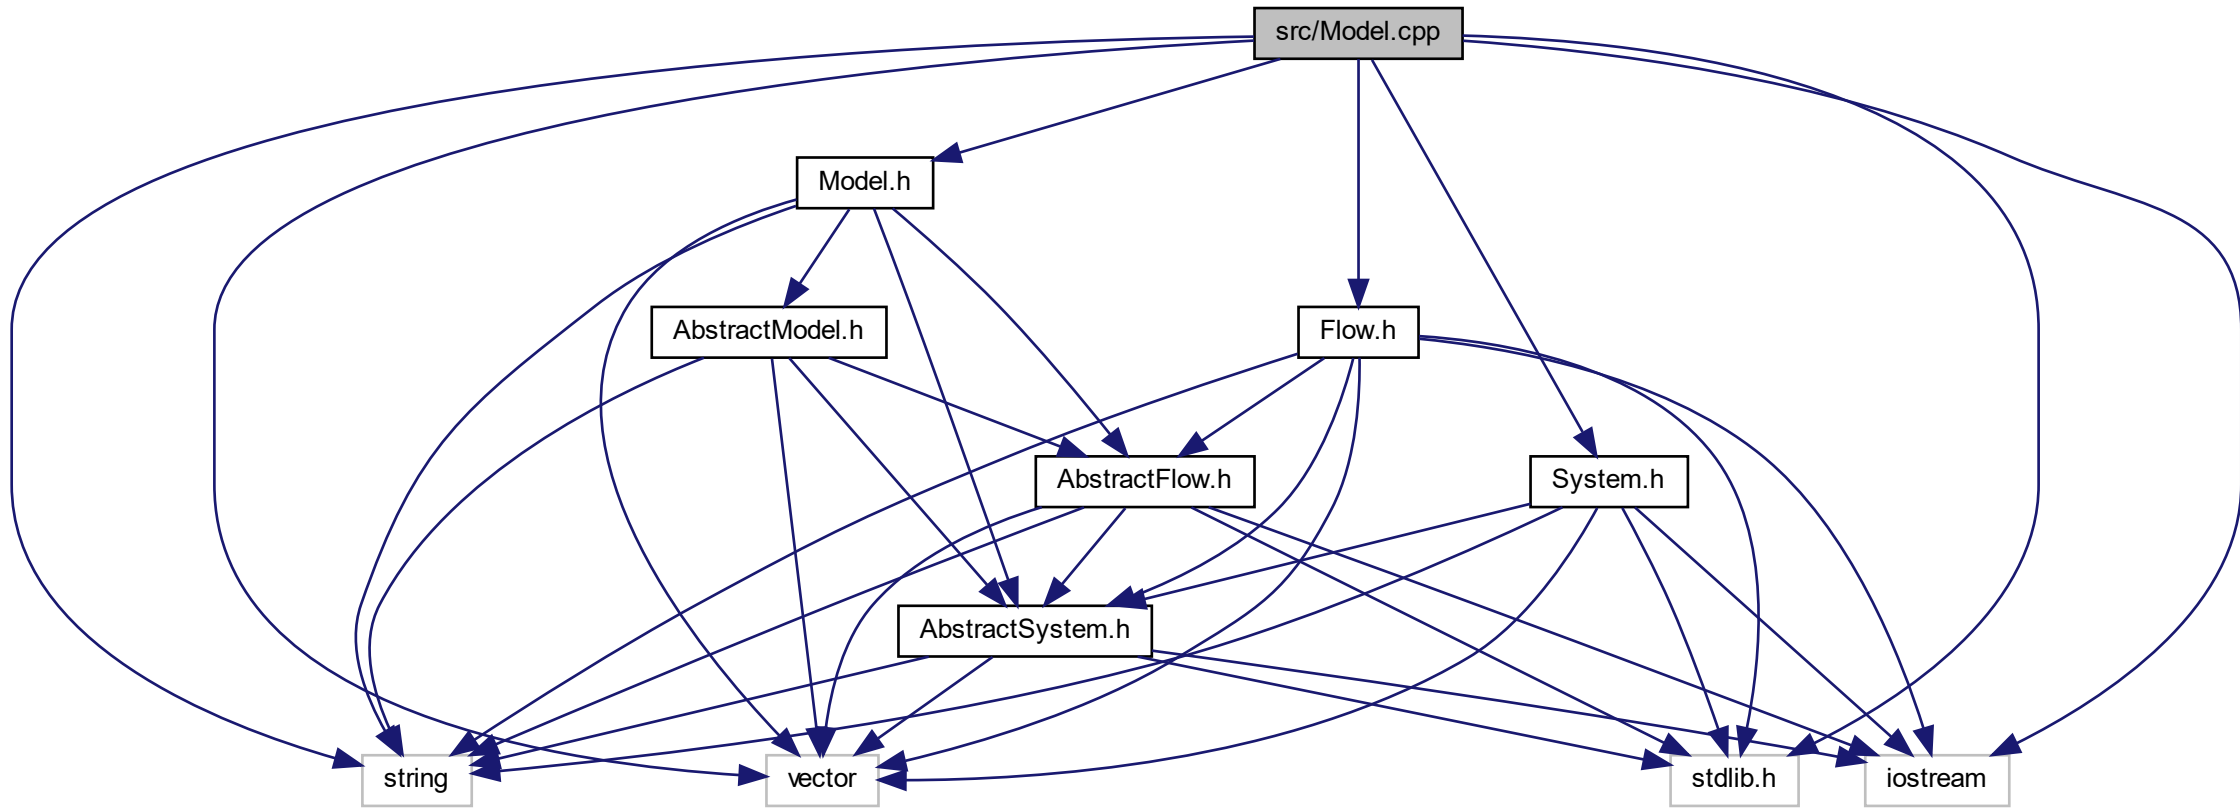 src/Model.cpp
Model.h
AbstractModel.h
Flow.h
AbstractFlow.h
System.h
AbstractSystem.h
string
vector
stdlib.h
iostream